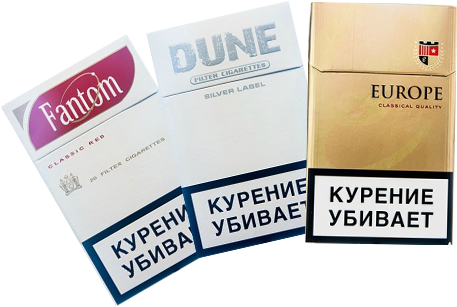 Fantom
CLASSIC RED
20 FILTER CIGARETTES
КУРЕНИЕ
УБИВА
DUNE
FILTER CIGARETTES
SILVER LABEL
КУРЕНИЕ
УБИВАЕТ
EUROPE
CLASSICAL QUALITY
КУРЕНИЕ
УБИВАЕТ